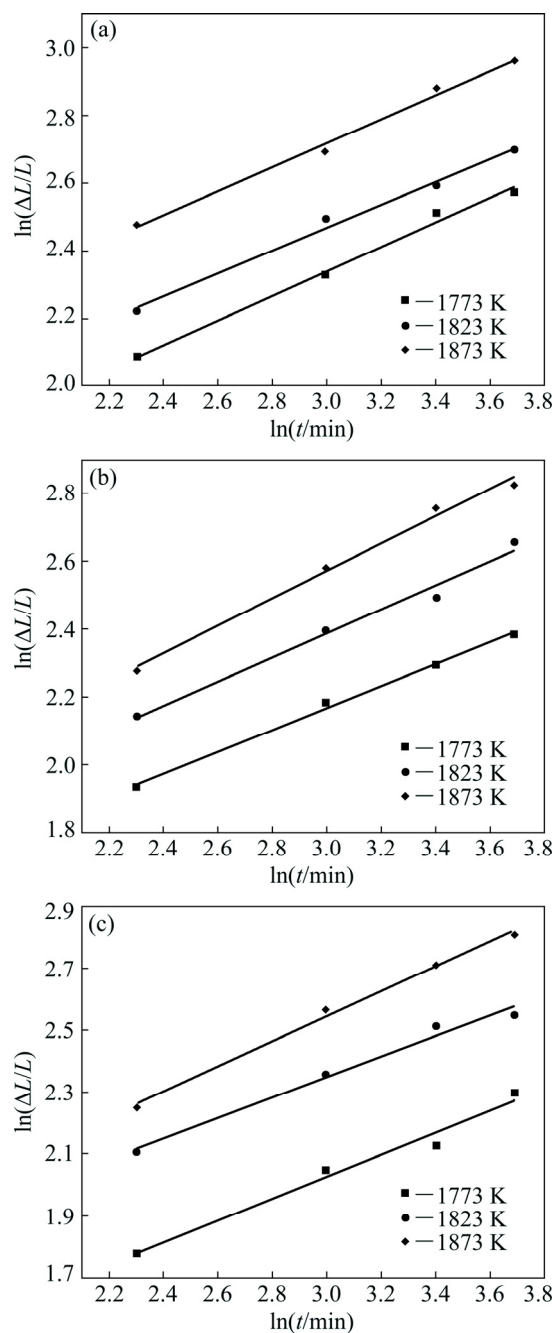 (a)
ln(ΔL/L)
3.0
2.8
2.6
2.4
2.2
2.0
■ — 1773 K
● — 1823 K
◆ — 1873 K
2.2 2.4 2.6 2.8 3.0 3.2 3.4 3.6 3.8
ln(t/min)
(b)
ln(ΔL/L)
2.8
2.6
2.4
2.2
2.0
1.8
■ — 1773 K
● — 1823 K
◆ — 1873 K
2.2 2.4 2.6 2.8 3.0 3.2 3.4 3.6 3.8
ln(t/min)
(c)
ln(ΔL/L)
2.9
2.7
2.5
2.3
2.1
1.9
1.7
■ — 1773 K
● — 1823 K
◆ — 1873 K
2.2 2.4 2.6 2.8 3.0 3.2 3.4 3.6 3.8
ln(t/min)